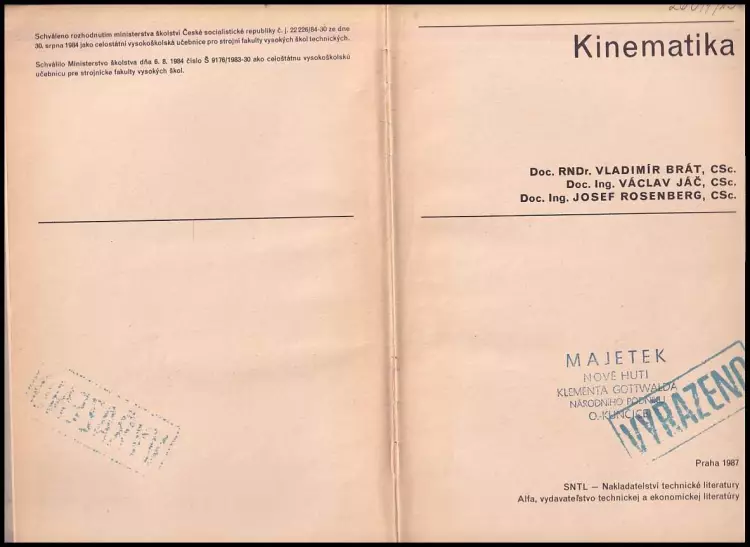 Schváleno rozhodnutím ministerstva školství České socialistické republiky č. j. 22 226/84-30 ze dne
30. srpna 1984 jako celostátní vysokoškolská učebnice pro strojní fakulty vysokých škol technických.
Schválilo Ministerstvo školstva dňa 6. 8. 1984 číslo Š 9176/1983-30 ako celoštátnu vysokoškolskú
učebnicu pre strojnícke fakulty vysokých škol.
VYŘAZENO
Kinematika
Doc. RNDr. VLADIMÍR BRÁT, CSc.
Doc. Ing. VÁCLAV JÁČ, CSc.
Doc. Ing. JOSEF ROSENBERG, CSc.
MAJETEK
NOVÉ HUTI
KLEMENTA GOTTWALDA
NÁRODNÍHO PODNIKU
O.-KUNČICE
VYŘAZENO
Praha 1987
SNTL — Nakladatelství technické literatury
Alfa, vydavateľstvo technickej a ekonomickej literatúry